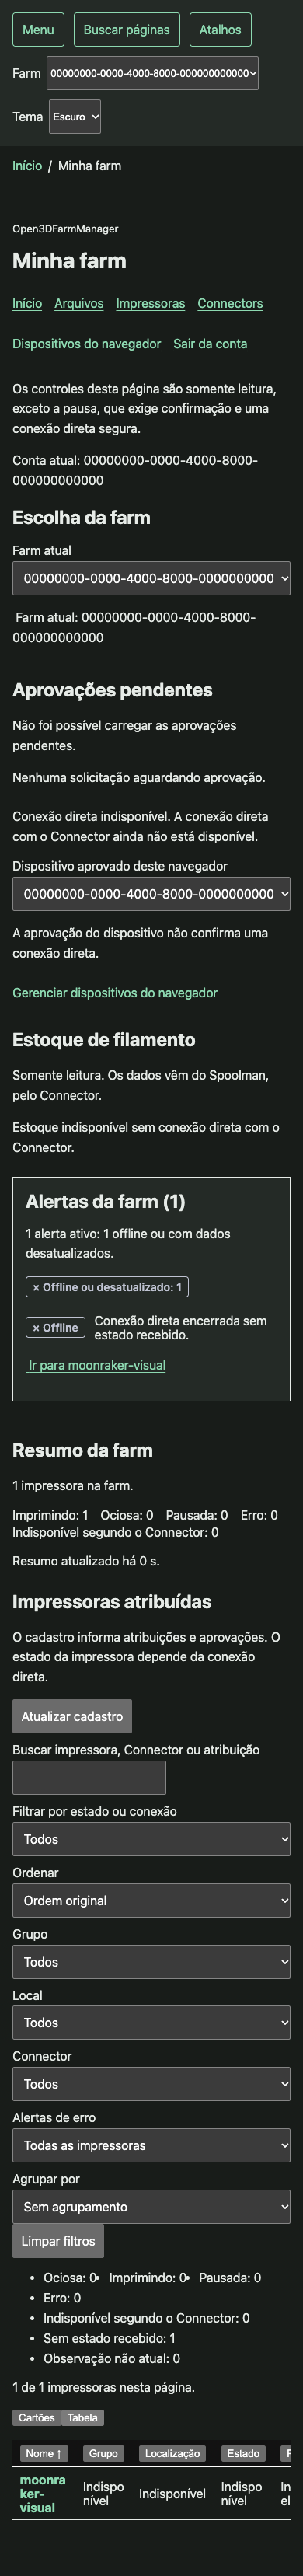 Menu Buscar páginas Atalhos
Farm 00000000-0000-4000-8000-000000000000
Tema Escuro
Início / Minha farm
Open3DFarmManager
Minha farm
Início Arquivos Impressoras Connectors
Dispositivos do navegador Sair da conta
Os controles desta página são somente leitura,
exceto a pausa, que exige confirmação e uma
conexão direta segura.
Conta atual: 00000000-0000-4000-8000-
000000000000
Escolha da farm
Farm atual
00000000-0000-4000-8000-0000000000
Farm atual: 00000000-0000-4000-8000-
000000000000
Aprovações pendentes
Não foi possível carregar as aprovações
pendentes.
Nenhuma solicitação aguardando aprovação.
Conexão direta indisponível. A conexão direta
com o Connector ainda não está disponível.
Dispositivo aprovado deste navegador
00000000-0000-4000-8000-0000000000
A aprovação do dispositivo não confirma uma
conexão direta.
Gerenciar dispositivos do navegador
Estoque de filamento
Somente leitura. Os dados vêm do Spoolman,
pelo Connector.
Estoque indisponível sem conexão direta com o
Connector.
Alertas da farm (1)
1 alerta ativo: 1 offline ou com dados
desatualizados.
× Offline ou desatualizado: 1
× Offline Conexão direta encerrada sem
estado recebido.
Ir para moonraker-visual
Resumo da farm
1 impressora na farm.
Imprimindo: 1 Ociosa: 0 Pausada: 0 Erro: 0
Indisponível segundo o Connector: 0
Resumo atualizado há 0 s.
Impressoras atribuídas
O cadastro informa atribuições e aprovações. O
estado da impressora depende da conexão
direta.
Atualizar cadastro
Buscar impressora, Connector ou atribuição
Filtrar por estado ou conexão
Todos
Ordenar
Ordem original
Grupo
Todos
Local
Todos
Connector
Todos
Alertas de erro
Todas as impressoras
Agrupar por
Sem agrupamento
Limpar filtros
• Ociosa: 0 • Imprimindo: 0 • Pausada: 0
• Erro: 0
• Indisponível segundo o Connector: 0
• Sem estado recebido: 1
• Observação não atual: 0
1 de 1 impressoras nesta página.
Cartões Tabela
Nome ↑ Grupo Localização Estado
moonra
ker-
visual
Indispo
nível
Indisponível
Indispo
nível
In
el